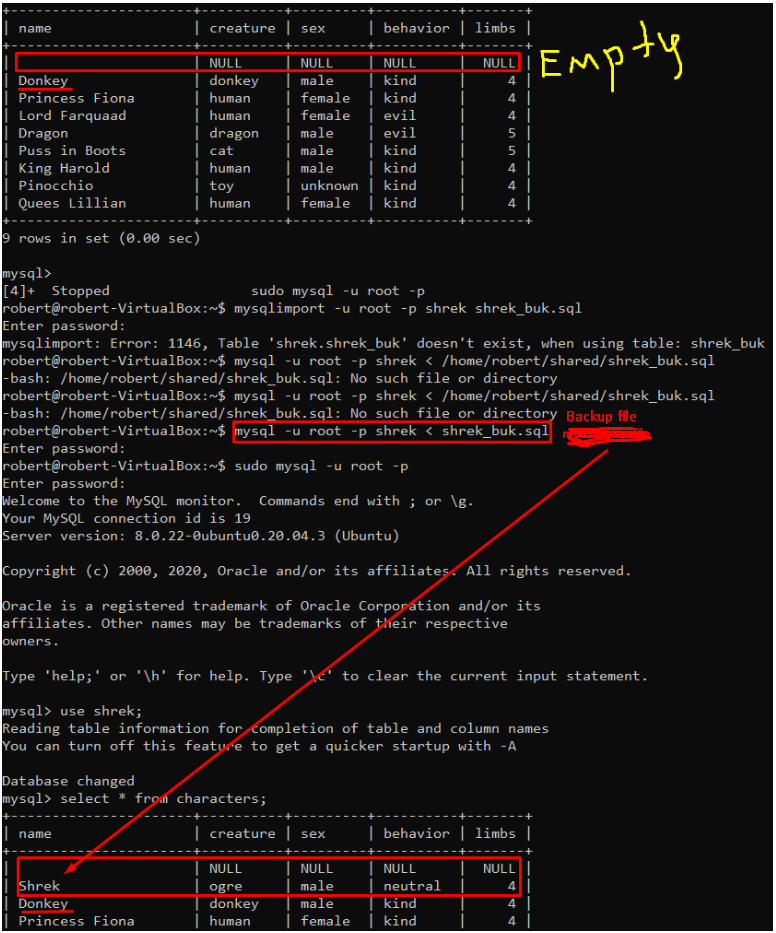 +-----------------------+----------+---------+----------+-------+
| name                  | creature | sex     | behavior | limbs |
+-----------------------+----------+---------+----------+-------+
|                       | NULL     | NULL    | NULL     |  NULL |
Empty
| Donkey                | donkey   | male    | kind     |     4 |
| Princess Fiona        | human    | female  | kind     |     4 |
| Lord Farquaad         | human    | female  | evil     |     4 |
| Dragon                | dragon   | male    | evil     |     5 |
| Puss in Boots         | cat      | male    | kind     |     5 |
| King Harold           | human    | male    | kind     |     4 |
| Pinocchio             | toy      | unknown | kind     |     4 |
| Quees Lillian         | human    | female  | kind     |     4 |
+-----------------------+----------+---------+----------+-------+
9 rows in set (0.00 sec)
mysql>
[4]+  Stopped                 sudo mysql -u root -p
robert@robert-VirtualBox:~$ mysqlimport -u root -p shrek shrek_buk.sql
Enter password:
mysqlimport: Error: 1146, Table 'shrek.shrek_buk' doesn't exist, when using table: shrek_buk
robert@robert-VirtualBox:~$ mysql -u root -p shrek < /home/robert/shared/shrek_buk.sql
-bash: /home/robert/shared/shrek_buk.sql: No such file or directory
robert@robert-VirtualBox:~$ mysql -u root -p shrek < /home/robert/shared/shrek_buk.sql
-bash: /home/robert/shared/shrek_buk.sql: No such file or directory
Backup file
robert@robert-VirtualBox:~$ mysql -u root -p shrek < shrek_buk.sql
Enter password:
robert@robert-VirtualBox:~$ sudo mysql -u root -p
Enter password:
Welcome to the MySQL monitor.  Commands end with ; or \g.
Your MySQL connection id is 19
Server version: 8.0.22-0ubuntu0.20.04.3 (Ubuntu)
Copyright (c) 2000, 2020, Oracle and/or its affiliates. All rights reserved.
Oracle is a registered trademark of Oracle Corporation and/or its
affiliates. Other names may be trademarks of their respective
owners.
Type 'help;' or '\h' for help. Type '\c' to clear the current input statement.
mysql> use shrek;
Reading table information for completion of table and column names
You can turn off this feature to get a quicker startup with -A
Database changed
mysql> select * from characters;
+-----------------------+----------+---------+----------+-------+
| name                  | creature | sex     | behavior | limbs |
+-----------------------+----------+---------+----------+-------+
|                       | NULL     | NULL    | NULL     |  NULL |
| Shrek                 | ogre     | male    | neutral  |     4 |
| Donkey                | donkey   | male    | kind     |     4 |
| Princess Fiona        | human    | female  | kind     |     4 |